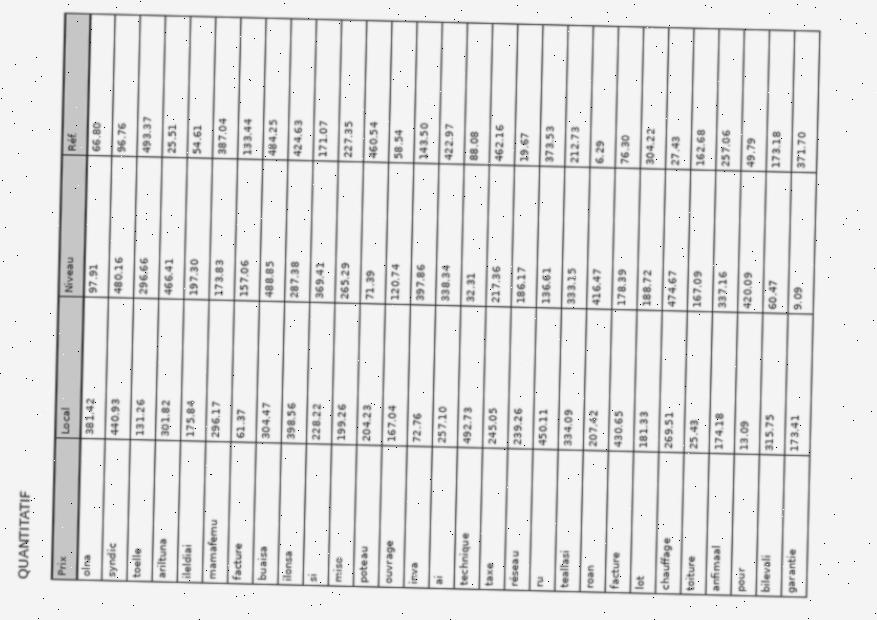 QUANTITATIF
Prix Local Niveau Réf.
olna 381.42 97.91 66.80
syndic 440.93 480.16 96.76
toelle 131.26 296.66 493.37
ariltuna 301.82 466.41 25.51
ileldiai 175.84 197.30 54.61
mamafemu 296.17 173.83 387.04
facture 61.37 157.06 133.44
buaisa 304.47 488.85 484.25
ilonsa 398.56 287.38 424.63
si 228.22 369.41 171.07
miso 199.26 265.29 227.35
poteau 204.23 71.39 460.54
ouvrage 167.04 120.74 58.54
inva 72.76 397.86 143.50
ai 257.10 338.34 422.97
technique 492.73 32.31 88.08
taxe 245.05 217.36 462.16
réseau 239.26 186.17 19.67
ru 450.11 136.61 373.53
teallasi 334.09 333.15 212.73
roan 207.42 416.47 6.29
facture 430.65 178.39 76.30
lot 181.33 188.72 304.22
chauffage 269.51 474.67 27.43
toiture 25.43 167.09 162.68
anfimaal 174.18 337.16 257.06
pour 13.09 420.09 49.79
bilevoli 315.75 60.47 173.18
garantie 173.41 9.09 371.70